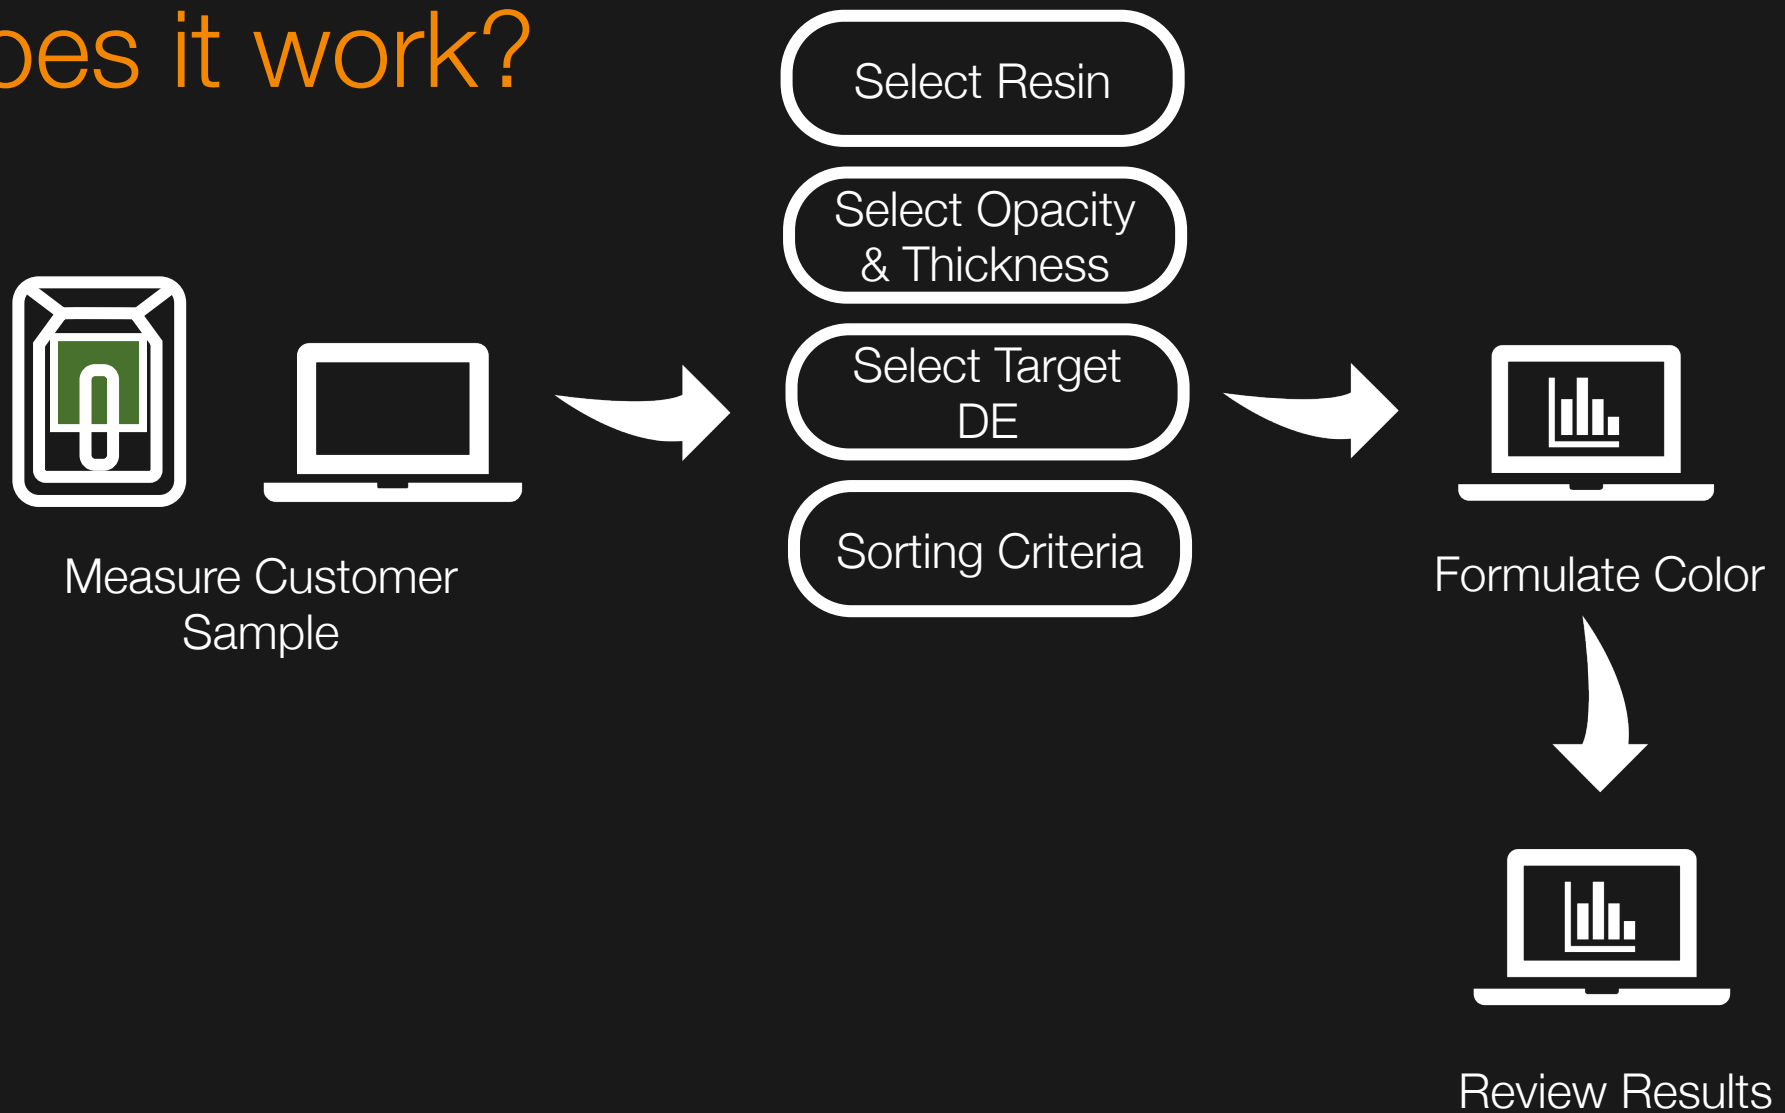 oes it work?
Select Resin
Select Opacity
& Thickness
Select Target
DE
Sorting Criteria
Measure Customer
Sample
Formulate Color
Review Results